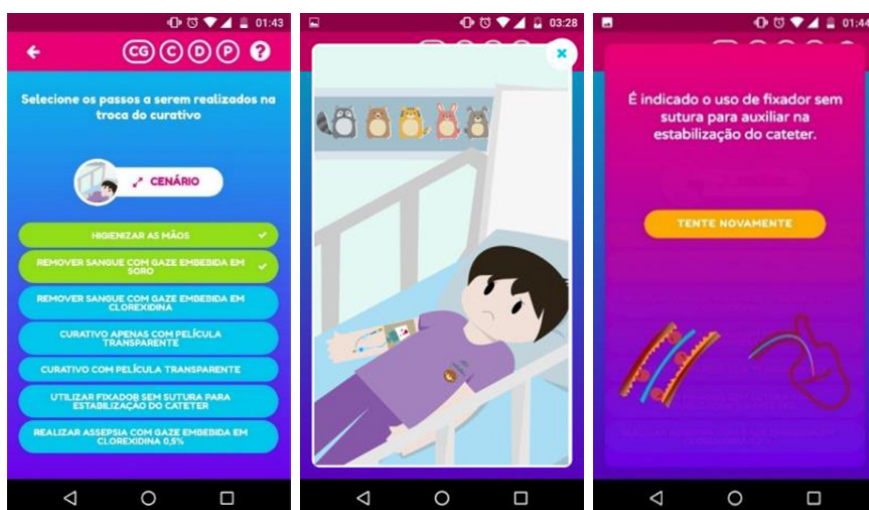 01:43
CG C D P ?
Selecione os passos a serem realizados na
troca do curativo
CENÁRIO
HIGIENIZAR AS MÃOS
REMOVER SANGUE COM GAZE EMBEBIDA EM
SORO
REMOVER SANGUE COM GAZE EMBEBIDA EM
CLOREXIDINA
CURATIVO APENAS COM PELÍCULA
TRANSPARENTE
CURATIVO COM PELÍCULA TRANSPARENTE
UTILIZAR FIXADOR SEM SUTURA PARA
ESTABILIZAÇÃO DO CATETER
REALIZAR ASSEPSIA COM GAZE EMBEBIDA EM
CLOREXIDINA 0,5%
03:28
01:44
É indicado o uso de fixador sem
sutura para auxiliar na
estabilização do cateter.
TENTE NOVAMENTE